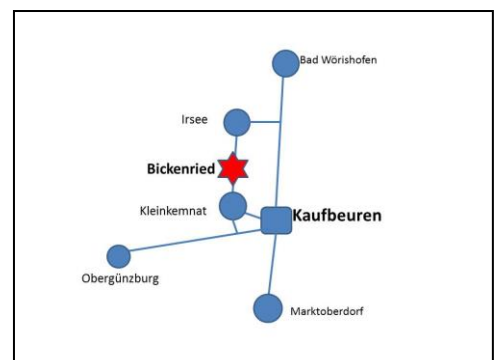 Bad Wörishofen
Irsee
Bickenried
Kleinkemnat
Kaufbeuren
Obergünzburg
Marktoberdorf